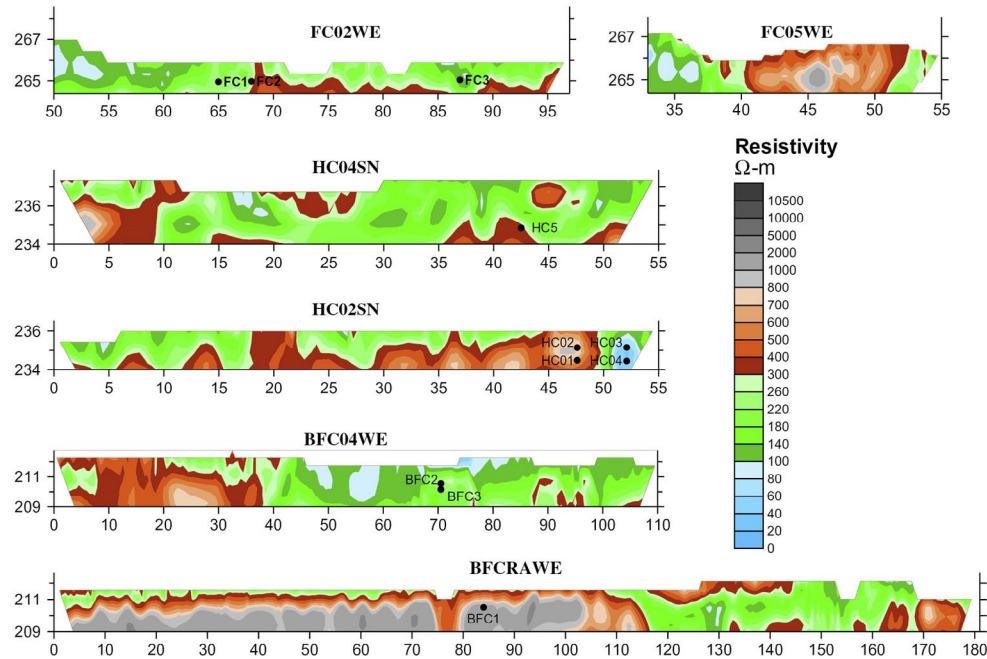 FC02WE
267
265
FC1 FC2 FC3
50 55 60 65 70 75 80 85 90 95
FC05WE
267
265
35 40 45 50 55
HC04SN
236
234
HC5
0 5 10 15 20 25 30 35 40 45 50 55
HC02SN
236
234
HC02 HC03
HC01 HC04
0 5 10 15 20 25 30 35 40 45 50 55
BFC04WE
211
209
BFC2
BFC3
0 10 20 30 40 50 60 70 80 90 100 110
BFCRAWE
211
209
BFC1
0 10 20 30 40 50 60 70 80 90 100 110 120 130 140 150 160 170 180
Resistivity
Ω-m
10500
10000
5000
2000
1000
800
700
600
500
400
300
260
220
180
140
100
80
60
40
20
0